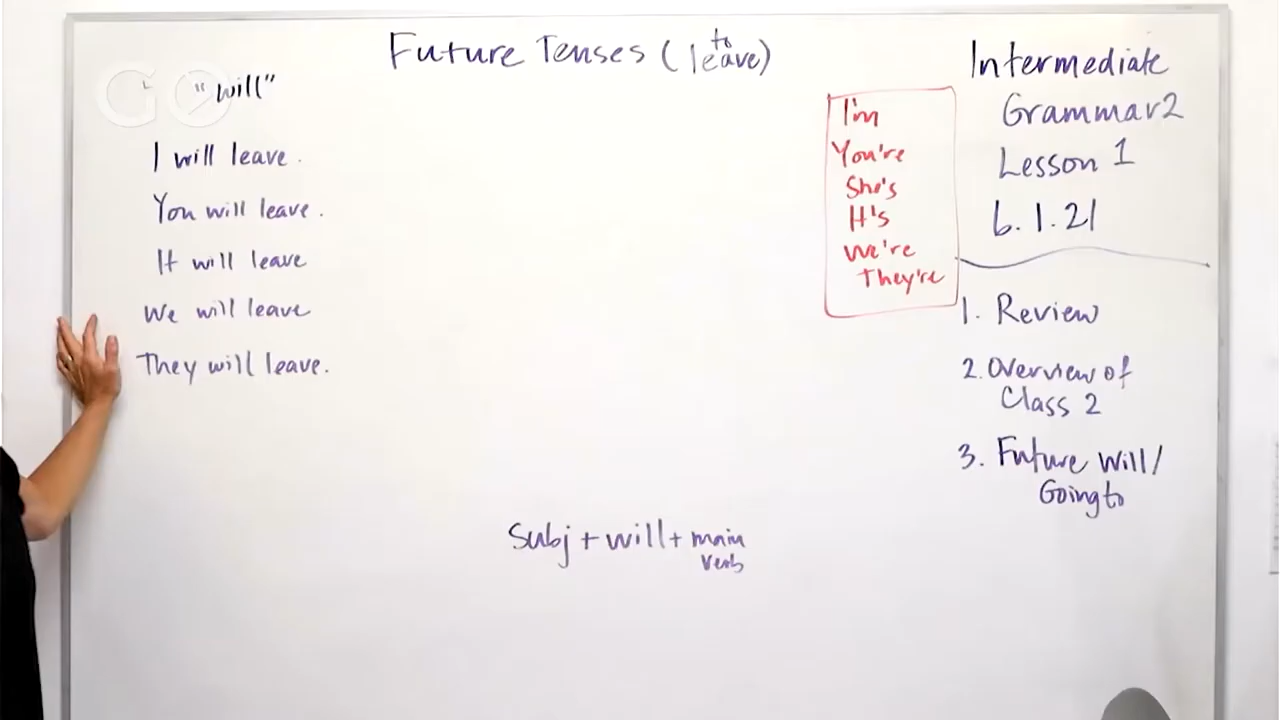 Future Tenses (to leave)
GO
"will"
I will leave.
You will leave.
It will leave
We will leave
They will leave.
Subj + will + main
verb
I'm
You're
She's
It's
We're
They're
Intermediate
Grammar 2
Lesson 1
6.1.21
1. Review
2. Overview of
Class 2
3. Future Will/
Going to